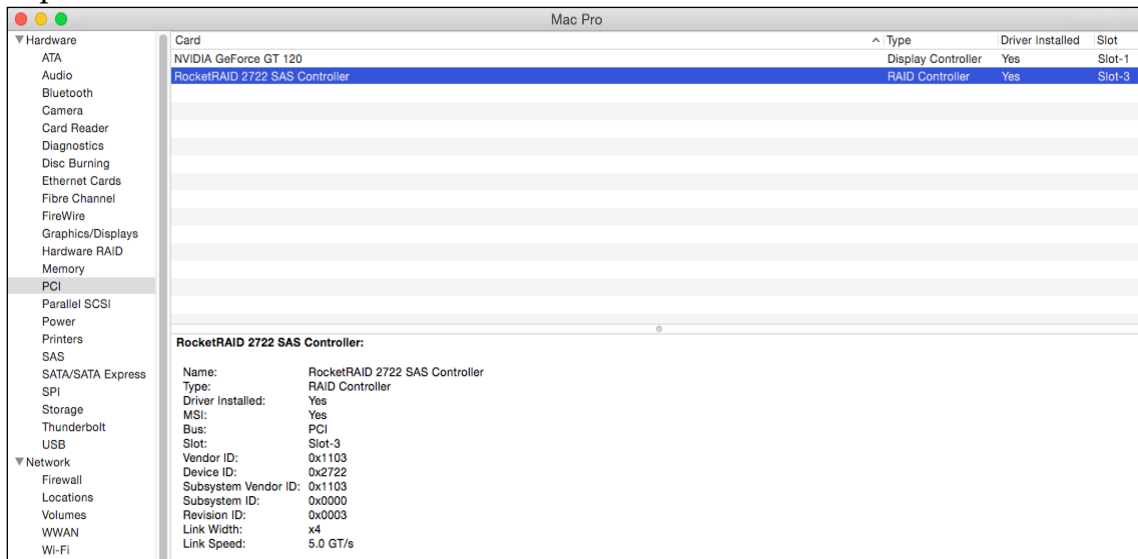 Mac Pro
▼Hardware
ATA
Audio
Bluetooth
Camera
Card Reader
Diagnostics
Disc Burning
Ethernet Cards
Fibre Channel
FireWire
Graphics/Displays
Hardware RAID
Memory
PCI
Parallel SCSI
Power
Printers
SAS
SATA/SATA Express
SPI
Storage
Thunderbolt
USB
▼Network
Firewall
Locations
Volumes
WWAN
Wi-Fi
Card Type Driver Installed Slot
NVIDIA GeForce GT 120 Display Controller Yes Slot-1
RocketRAID 2722 SAS Controller RAID Controller Yes Slot-3
RocketRAID 2722 SAS Controller:
Name: RocketRAID 2722 SAS Controller
Type: RAID Controller
Driver Installed: Yes
MSI: Yes
Bus: PCI
Slot: Slot-3
Vendor ID: 0x1103
Device ID: 0x2722
Subsystem Vendor ID: 0x1103
Subsystem ID: 0x0000
Revision ID: 0x0003
Link Width: x4
Link Speed: 5.0 GT/s